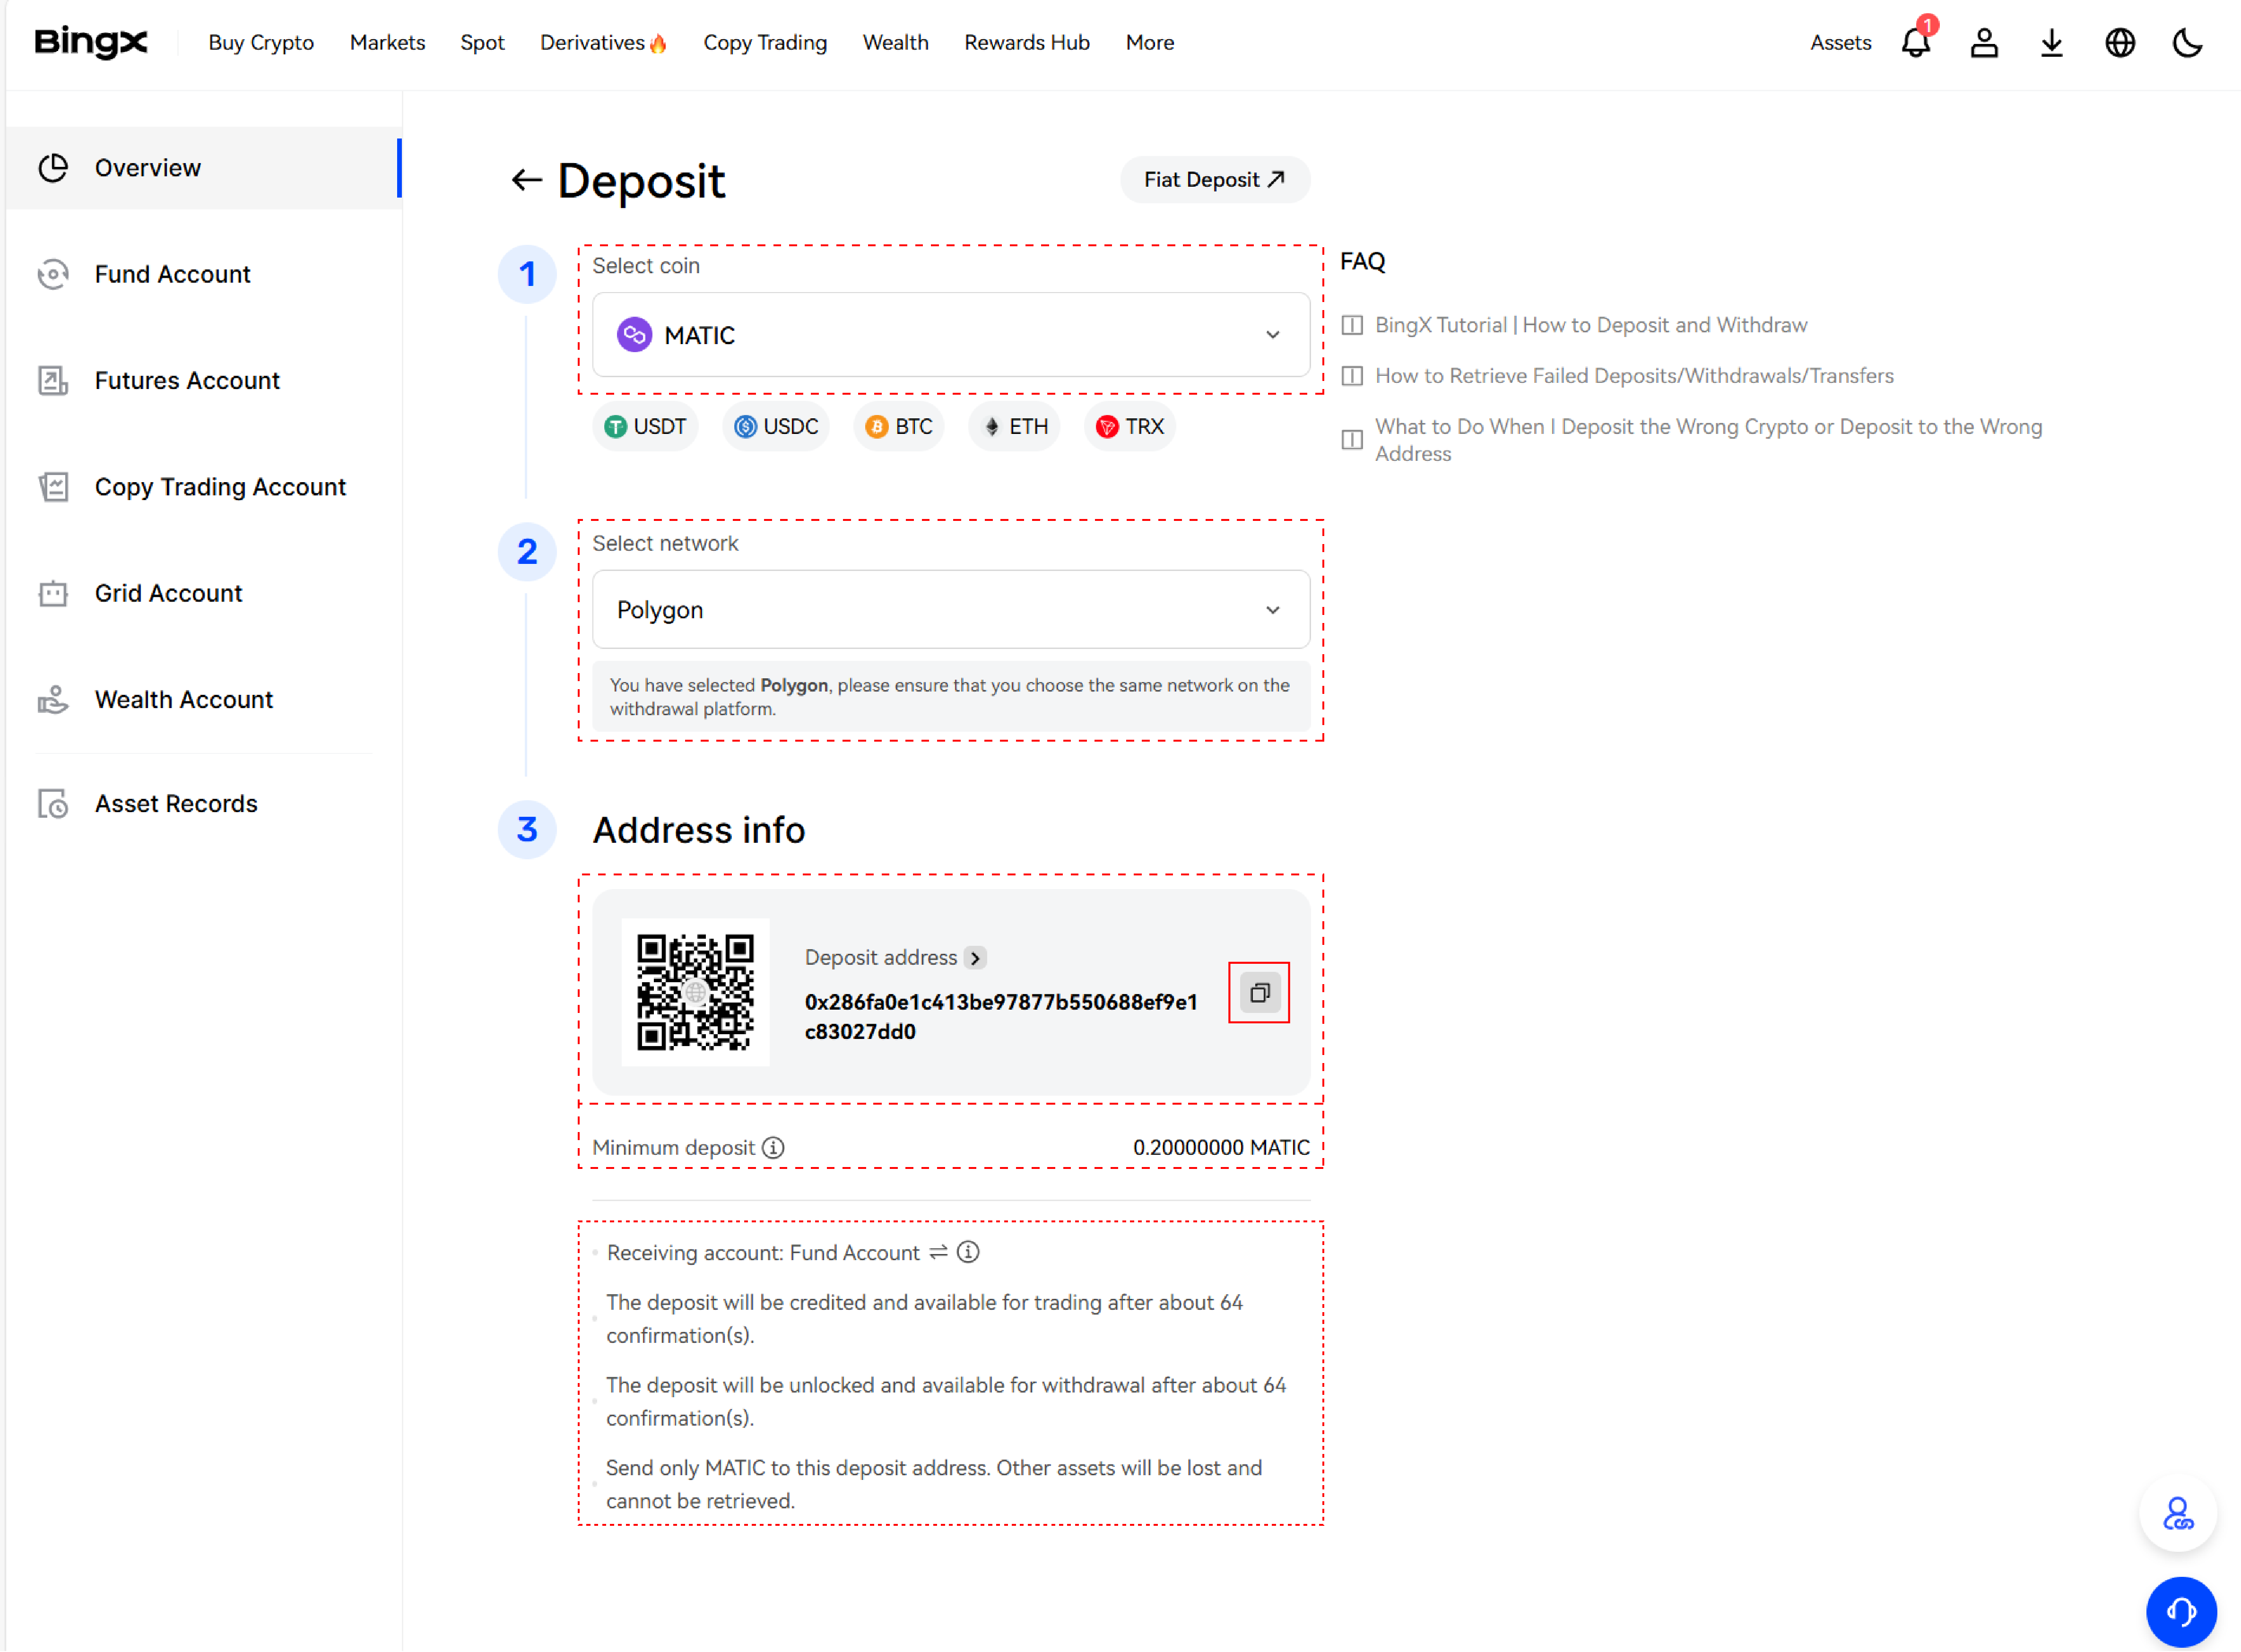 BingX
Buy Crypto
Markets
Spot
Derivatives
Copy Trading
Wealth
Rewards Hub
More
Assets
1
Overview
Fund Account
Futures Account
Copy Trading Account
Grid Account
Wealth Account
Asset Records
Deposit
Fiat Deposit
1
Select coin
MATIC
USDT
USDC
BTC
ETH
TRX
2
Select network
Polygon
You have selected Polygon, please ensure that you choose the same network on the
withdrawal platform.
3
Address info
Deposit address
0x286fa0e1c413be97877b550688ef9e1
c83027dd0
Minimum deposit
0.20000000 MATIC
Receiving account: Fund Account
The deposit will be credited and available for trading after about 64
confirmation(s).
The deposit will be unlocked and available for withdrawal after about 64
confirmation(s).
Send only MATIC to this deposit address. Other assets will be lost and
cannot be retrieved.
FAQ
BingX Tutorial | How to Deposit and Withdraw
How to Retrieve Failed Deposits/Withdrawals/Transfers
What to Do When I Deposit the Wrong Crypto or Deposit to the Wrong
Address